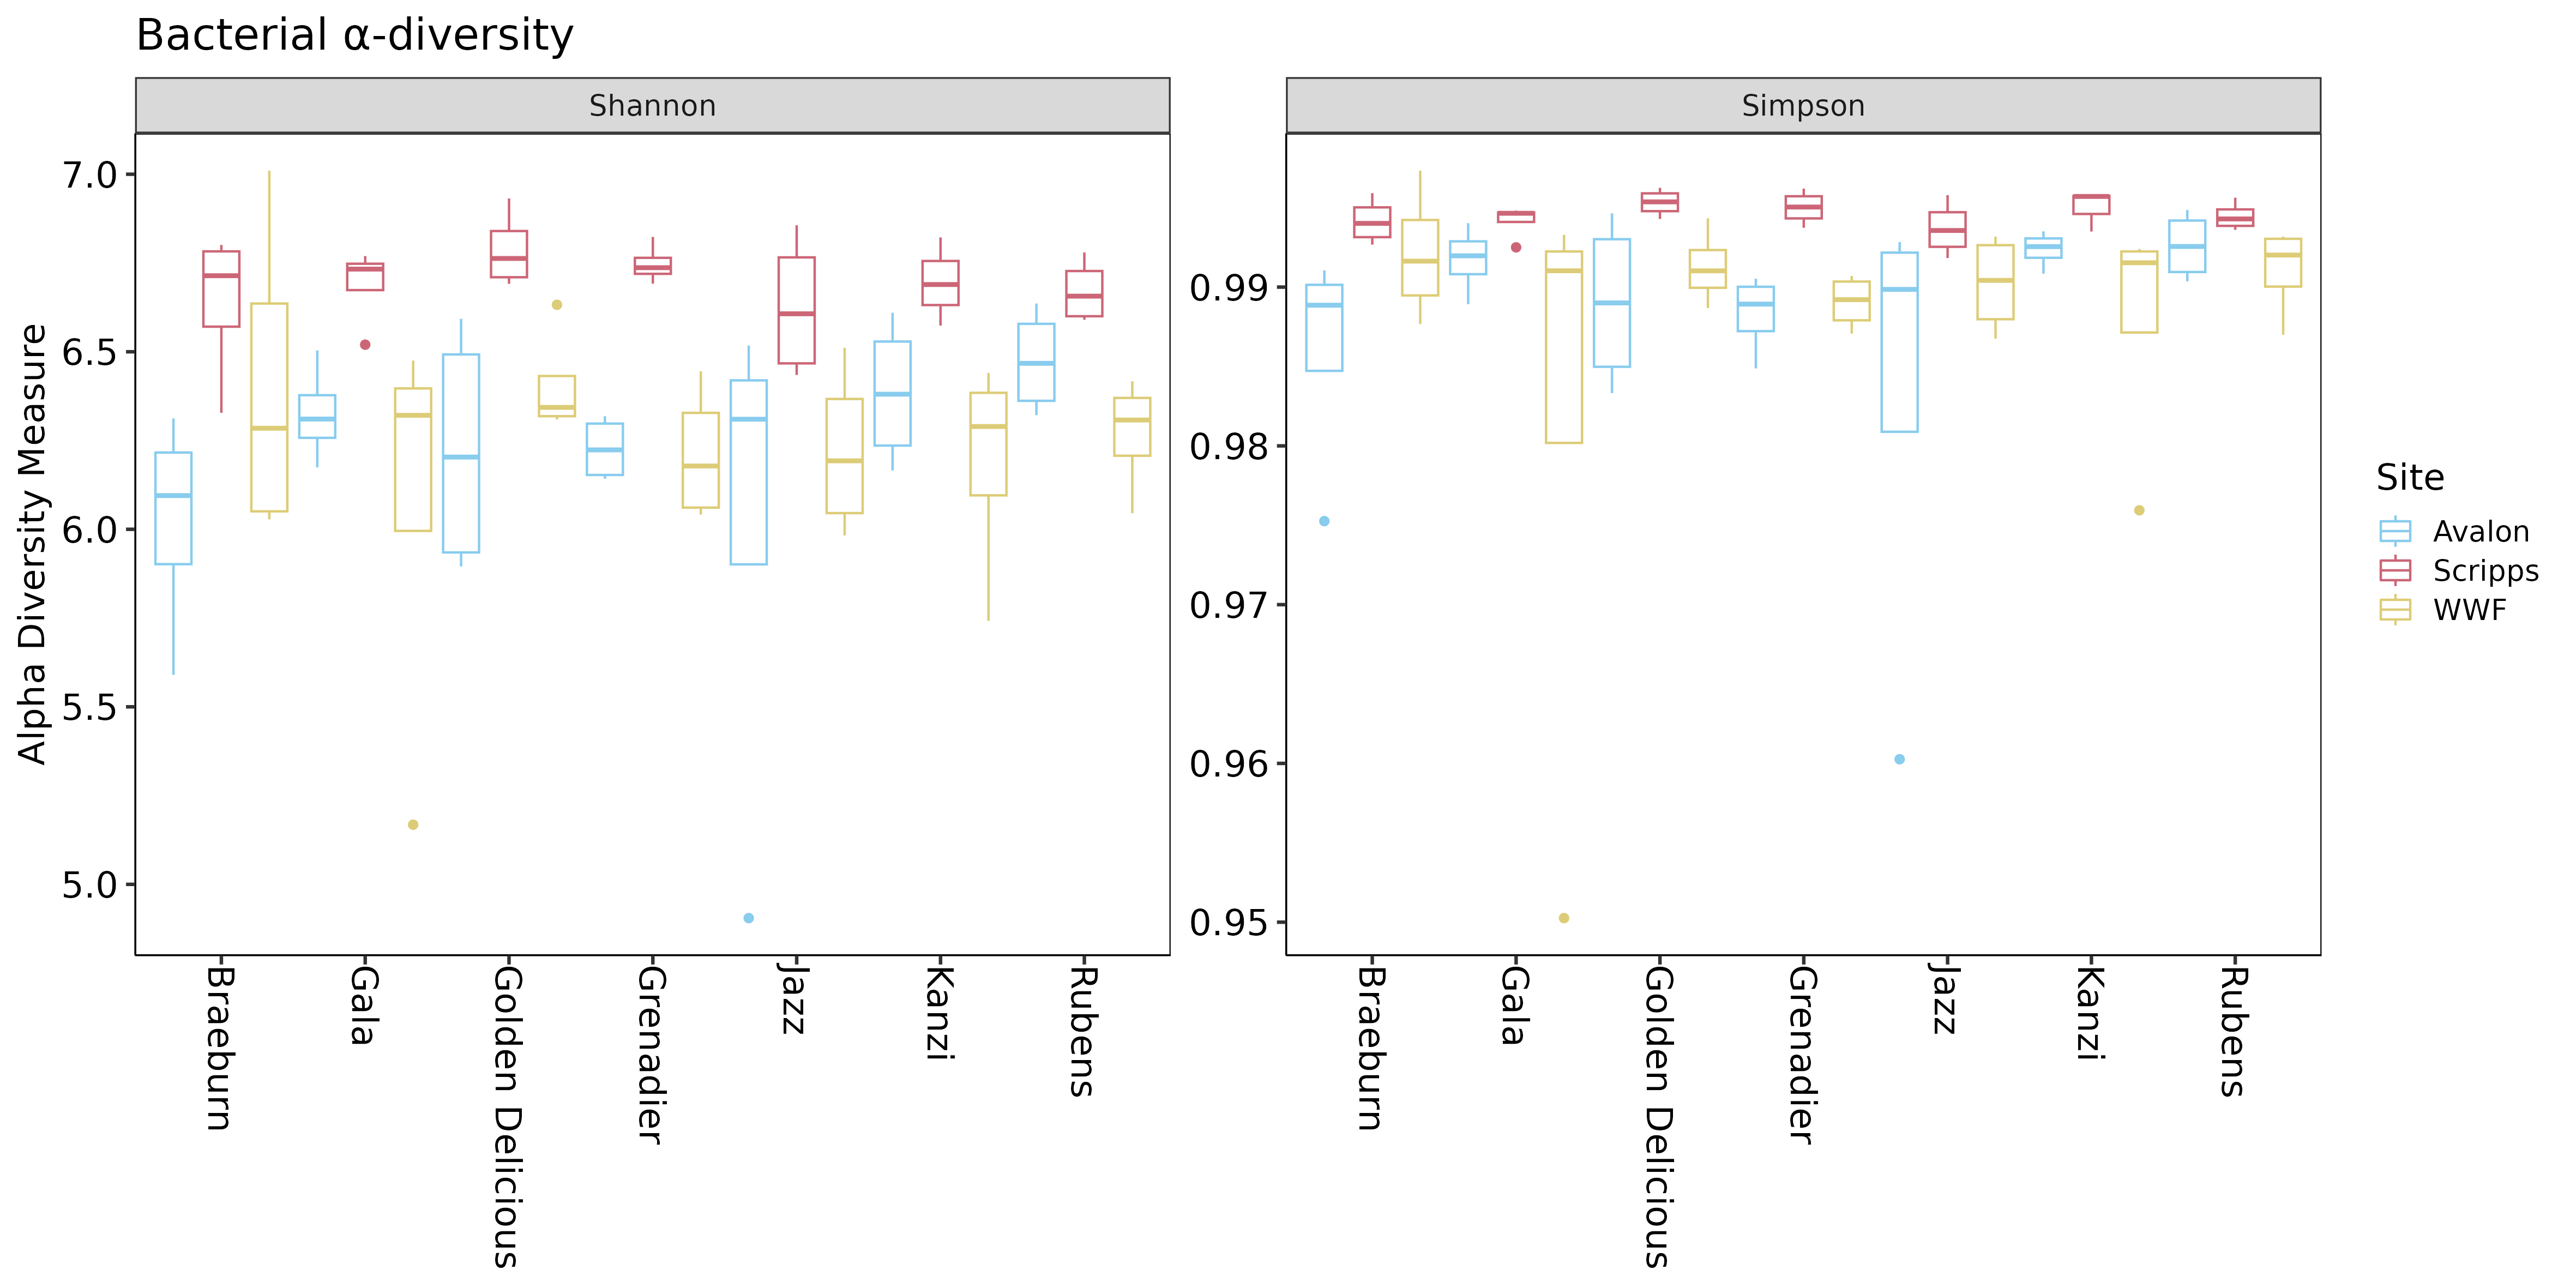 Bacterial α-diversity
Shannon
Simpson
Alpha Diversity Measure
7.0
6.5
6.0
5.5
5.0
0.99
0.98
0.97
0.96
0.95
Braeburn
Gala
Golden Delicious
Grenadier
Jazz
Kanzi
Rubens
Braeburn
Gala
Golden Delicious
Grenadier
Jazz
Kanzi
Rubens
Site
Avalon
Scripps
WWF